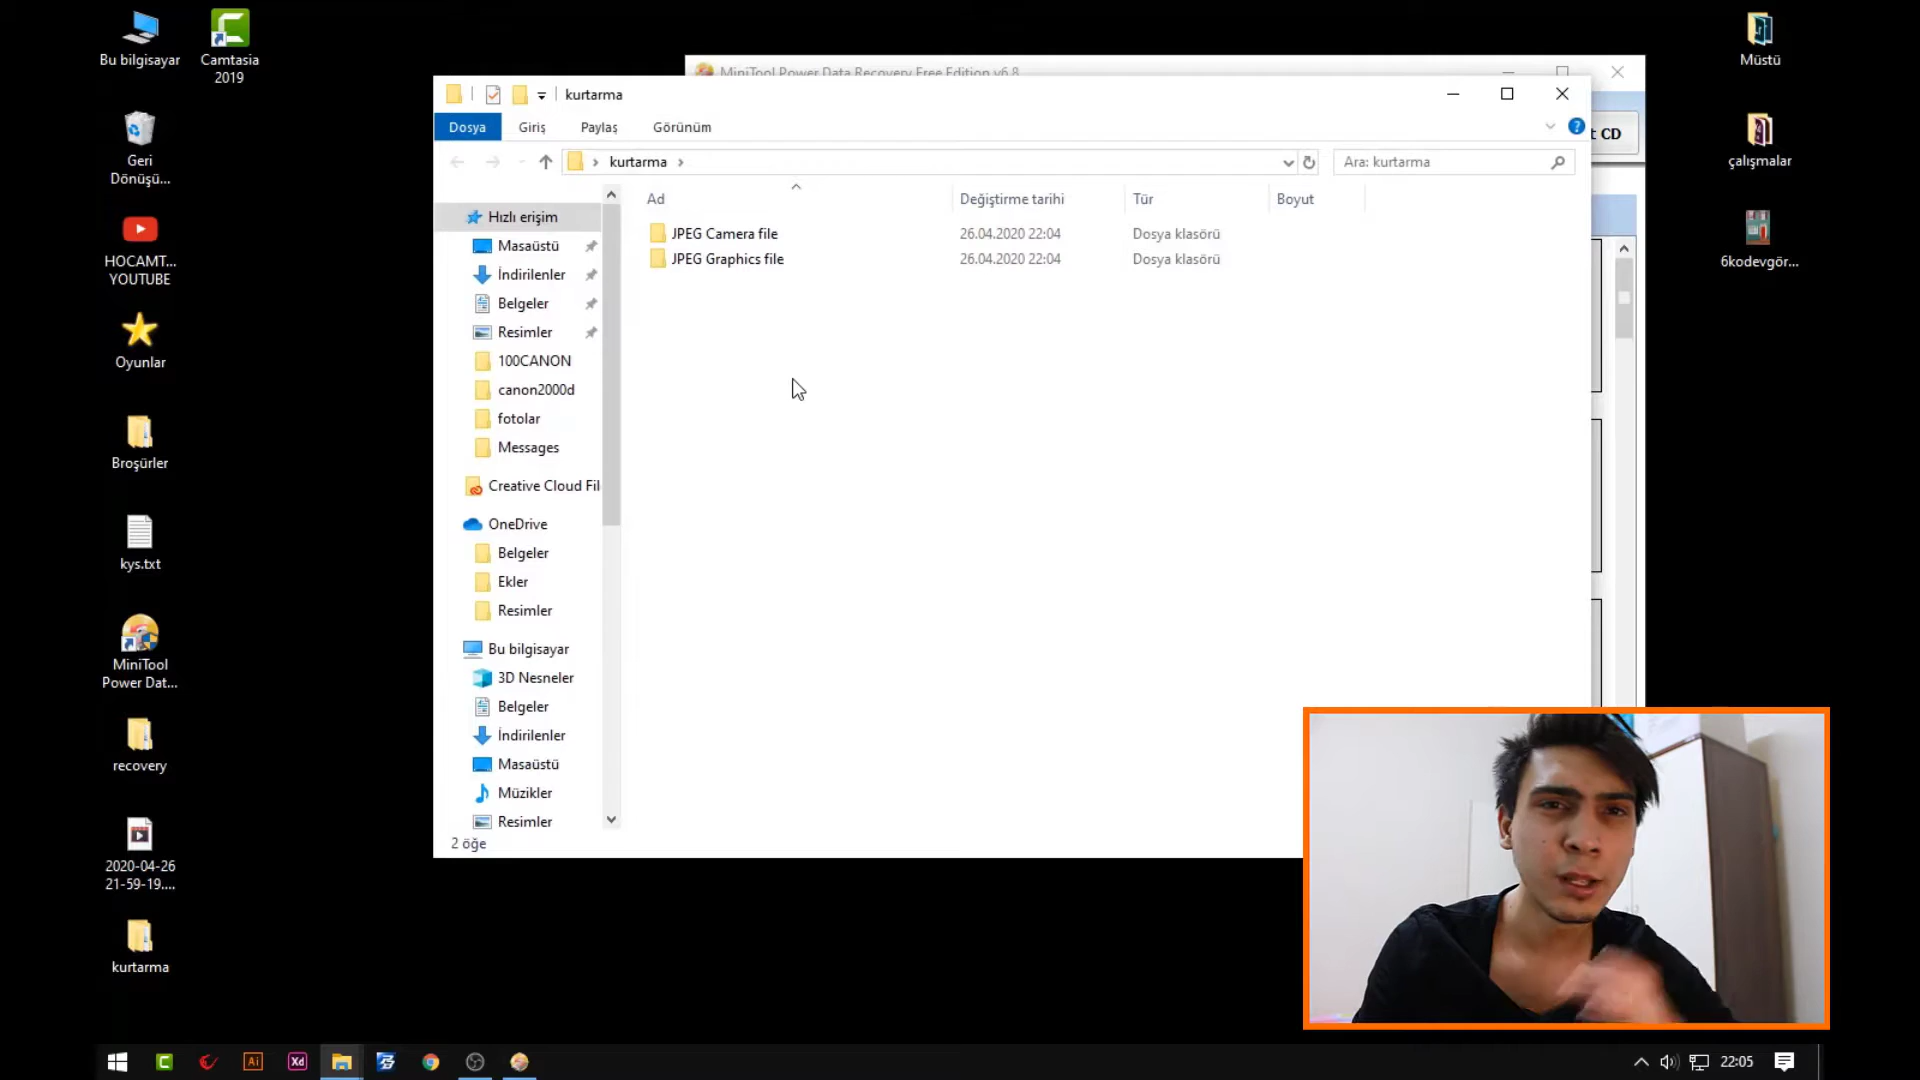 Bu bilgisayar
Camtasia
2019
Geri
Dönüşü...
HOCAMT...
YOUTUBE
Oyunlar
Broşürler
kys.txt
MiniTool
Power Dat...
recovery
2020-04-26
21-59-19....
kurtarma
Müstü
çalışmalar
6kodevgör...
MiniTool Power Data Recovery Free Edition v6.8
t CD
kurtarma
Dosya
Giriş
Paylaş
Görünüm
kurtarma
Ara: kurtarma
Ad
Değiştirme tarihi
Tür
Boyut
JPEG Camera file
26.04.2020 22:04
Dosya klasörü
JPEG Graphics file
26.04.2020 22:04
Dosya klasörü
Hızlı erişim
Masaüstü
İndirilenler
Belgeler
Resimler
100CANON
canon2000d
fotolar
Messages
Creative Cloud Fil
OneDrive
Belgeler
Ekler
Resimler
Bu bilgisayar
3D Nesneler
Belgeler
İndirilenler
Masaüstü
Müzikler
Resimler
2 öğe
Ai
Xd
22:05